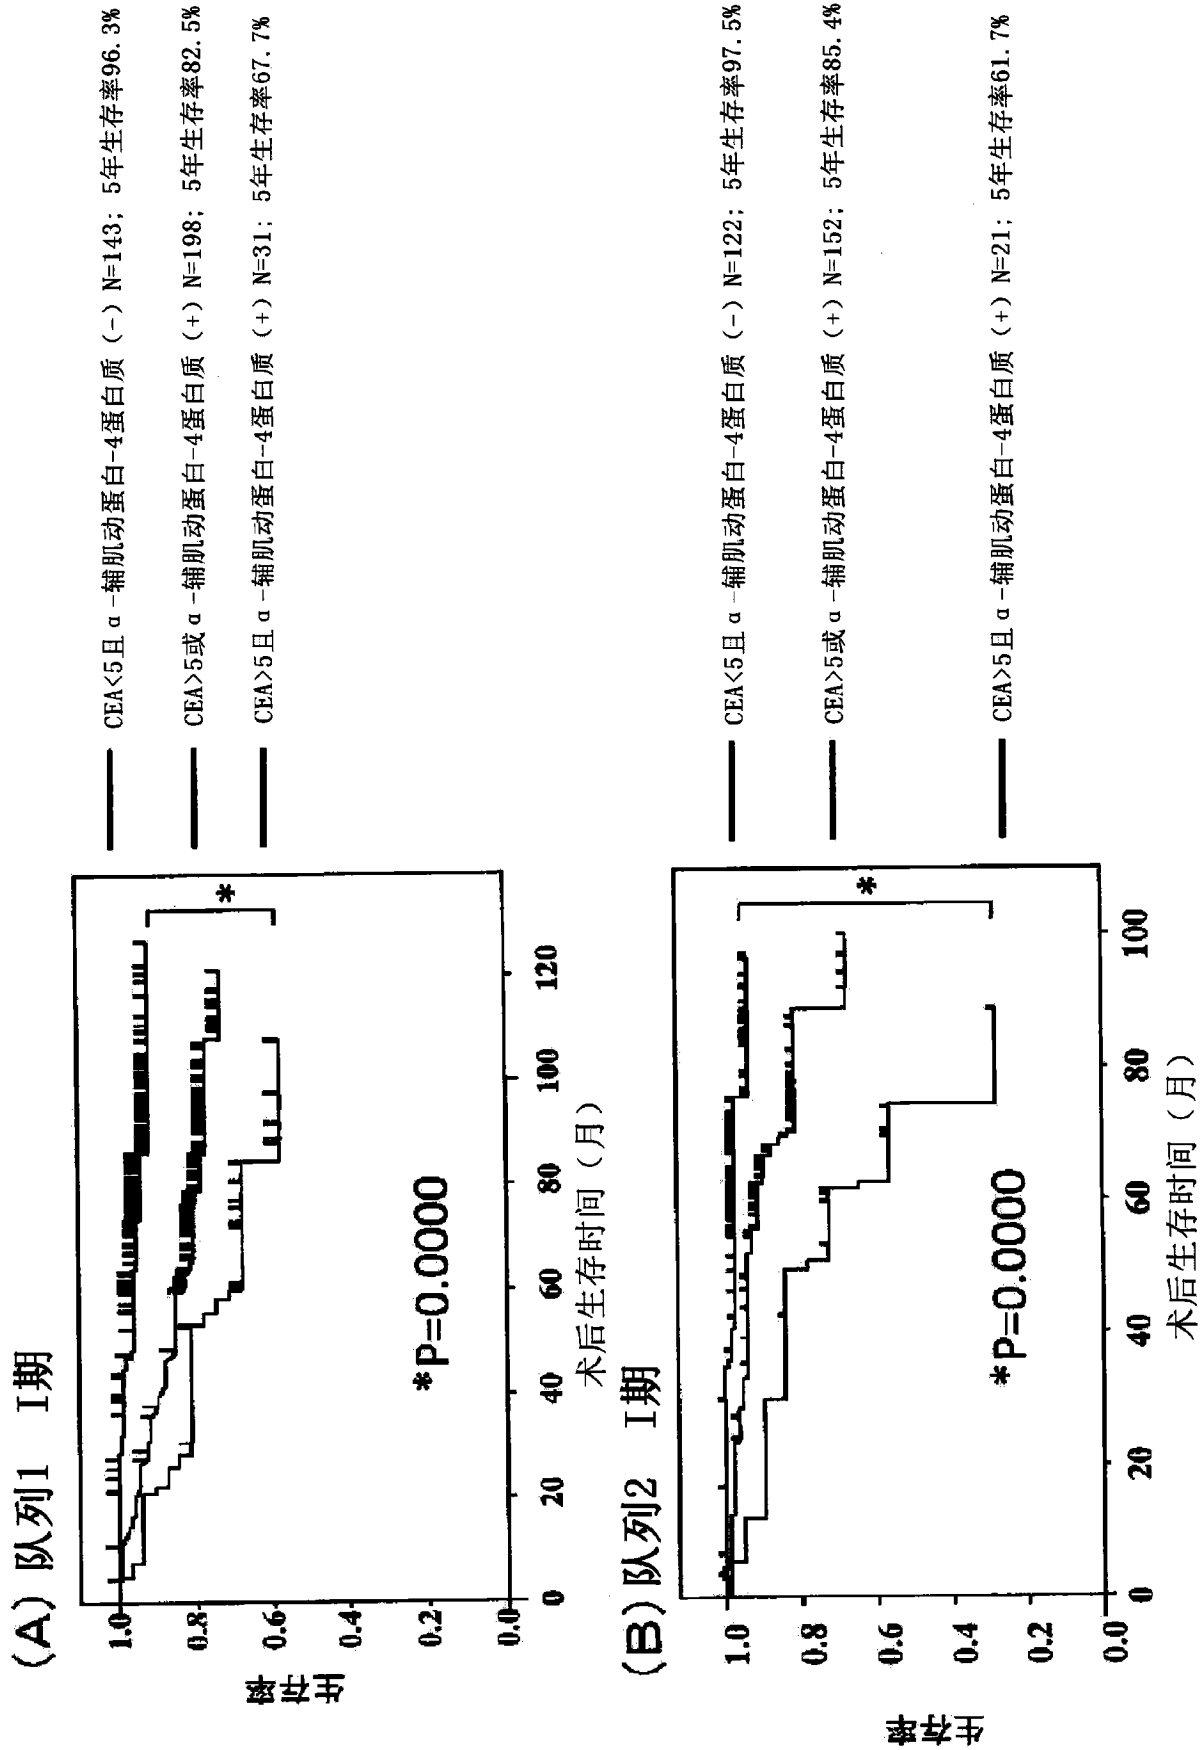 (A) 队列1 I期
生存率
1.0
0.8
0.6
0.4
0.2
0.0
0
20
40
60
80
100
120
术后生存时间（月）
*P=0.0000
*
CEA<5且α-辅肌动蛋白-4蛋白质（-）N=143; 5年生存率96.3%
CEA>5或α-辅肌动蛋白-4蛋白质（+）N=198; 5年生存率82.5%
CEA>5且α-辅肌动蛋白-4蛋白质（+）N=31; 5年生存率67.7%
(B) 队列2 I期
生存率
1.0
0.8
0.6
0.4
0.2
0.0
0
20
40
60
80
100
术后生存时间（月）
*P=0.0000
*
CEA<5且α-辅肌动蛋白-4蛋白质（-）N=122; 5年生存率97.5%
CEA>5或α-辅肌动蛋白-4蛋白质（+）N=152; 5年生存率85.4%
CEA>5且α-辅肌动蛋白-4蛋白质（+）N=21; 5年生存率61.7%